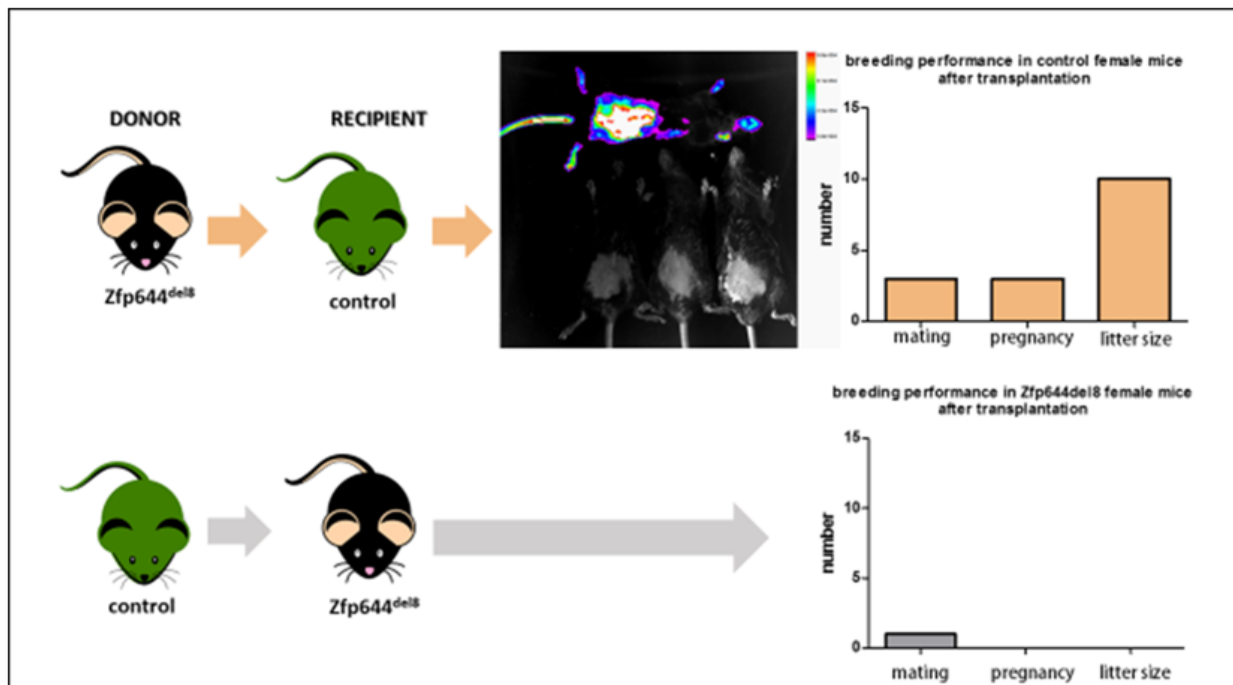 DONOR
RECIPIENT
Zfp644del8
control
breeding performance in control female mice
after transplantation
15
10
5
0
number
mating
pregnancy
litter size
control
Zfp644del8
breeding performance in Zfp644del8 female mice
after transplantation
15
10
5
0
number
mating
pregnancy
litter size